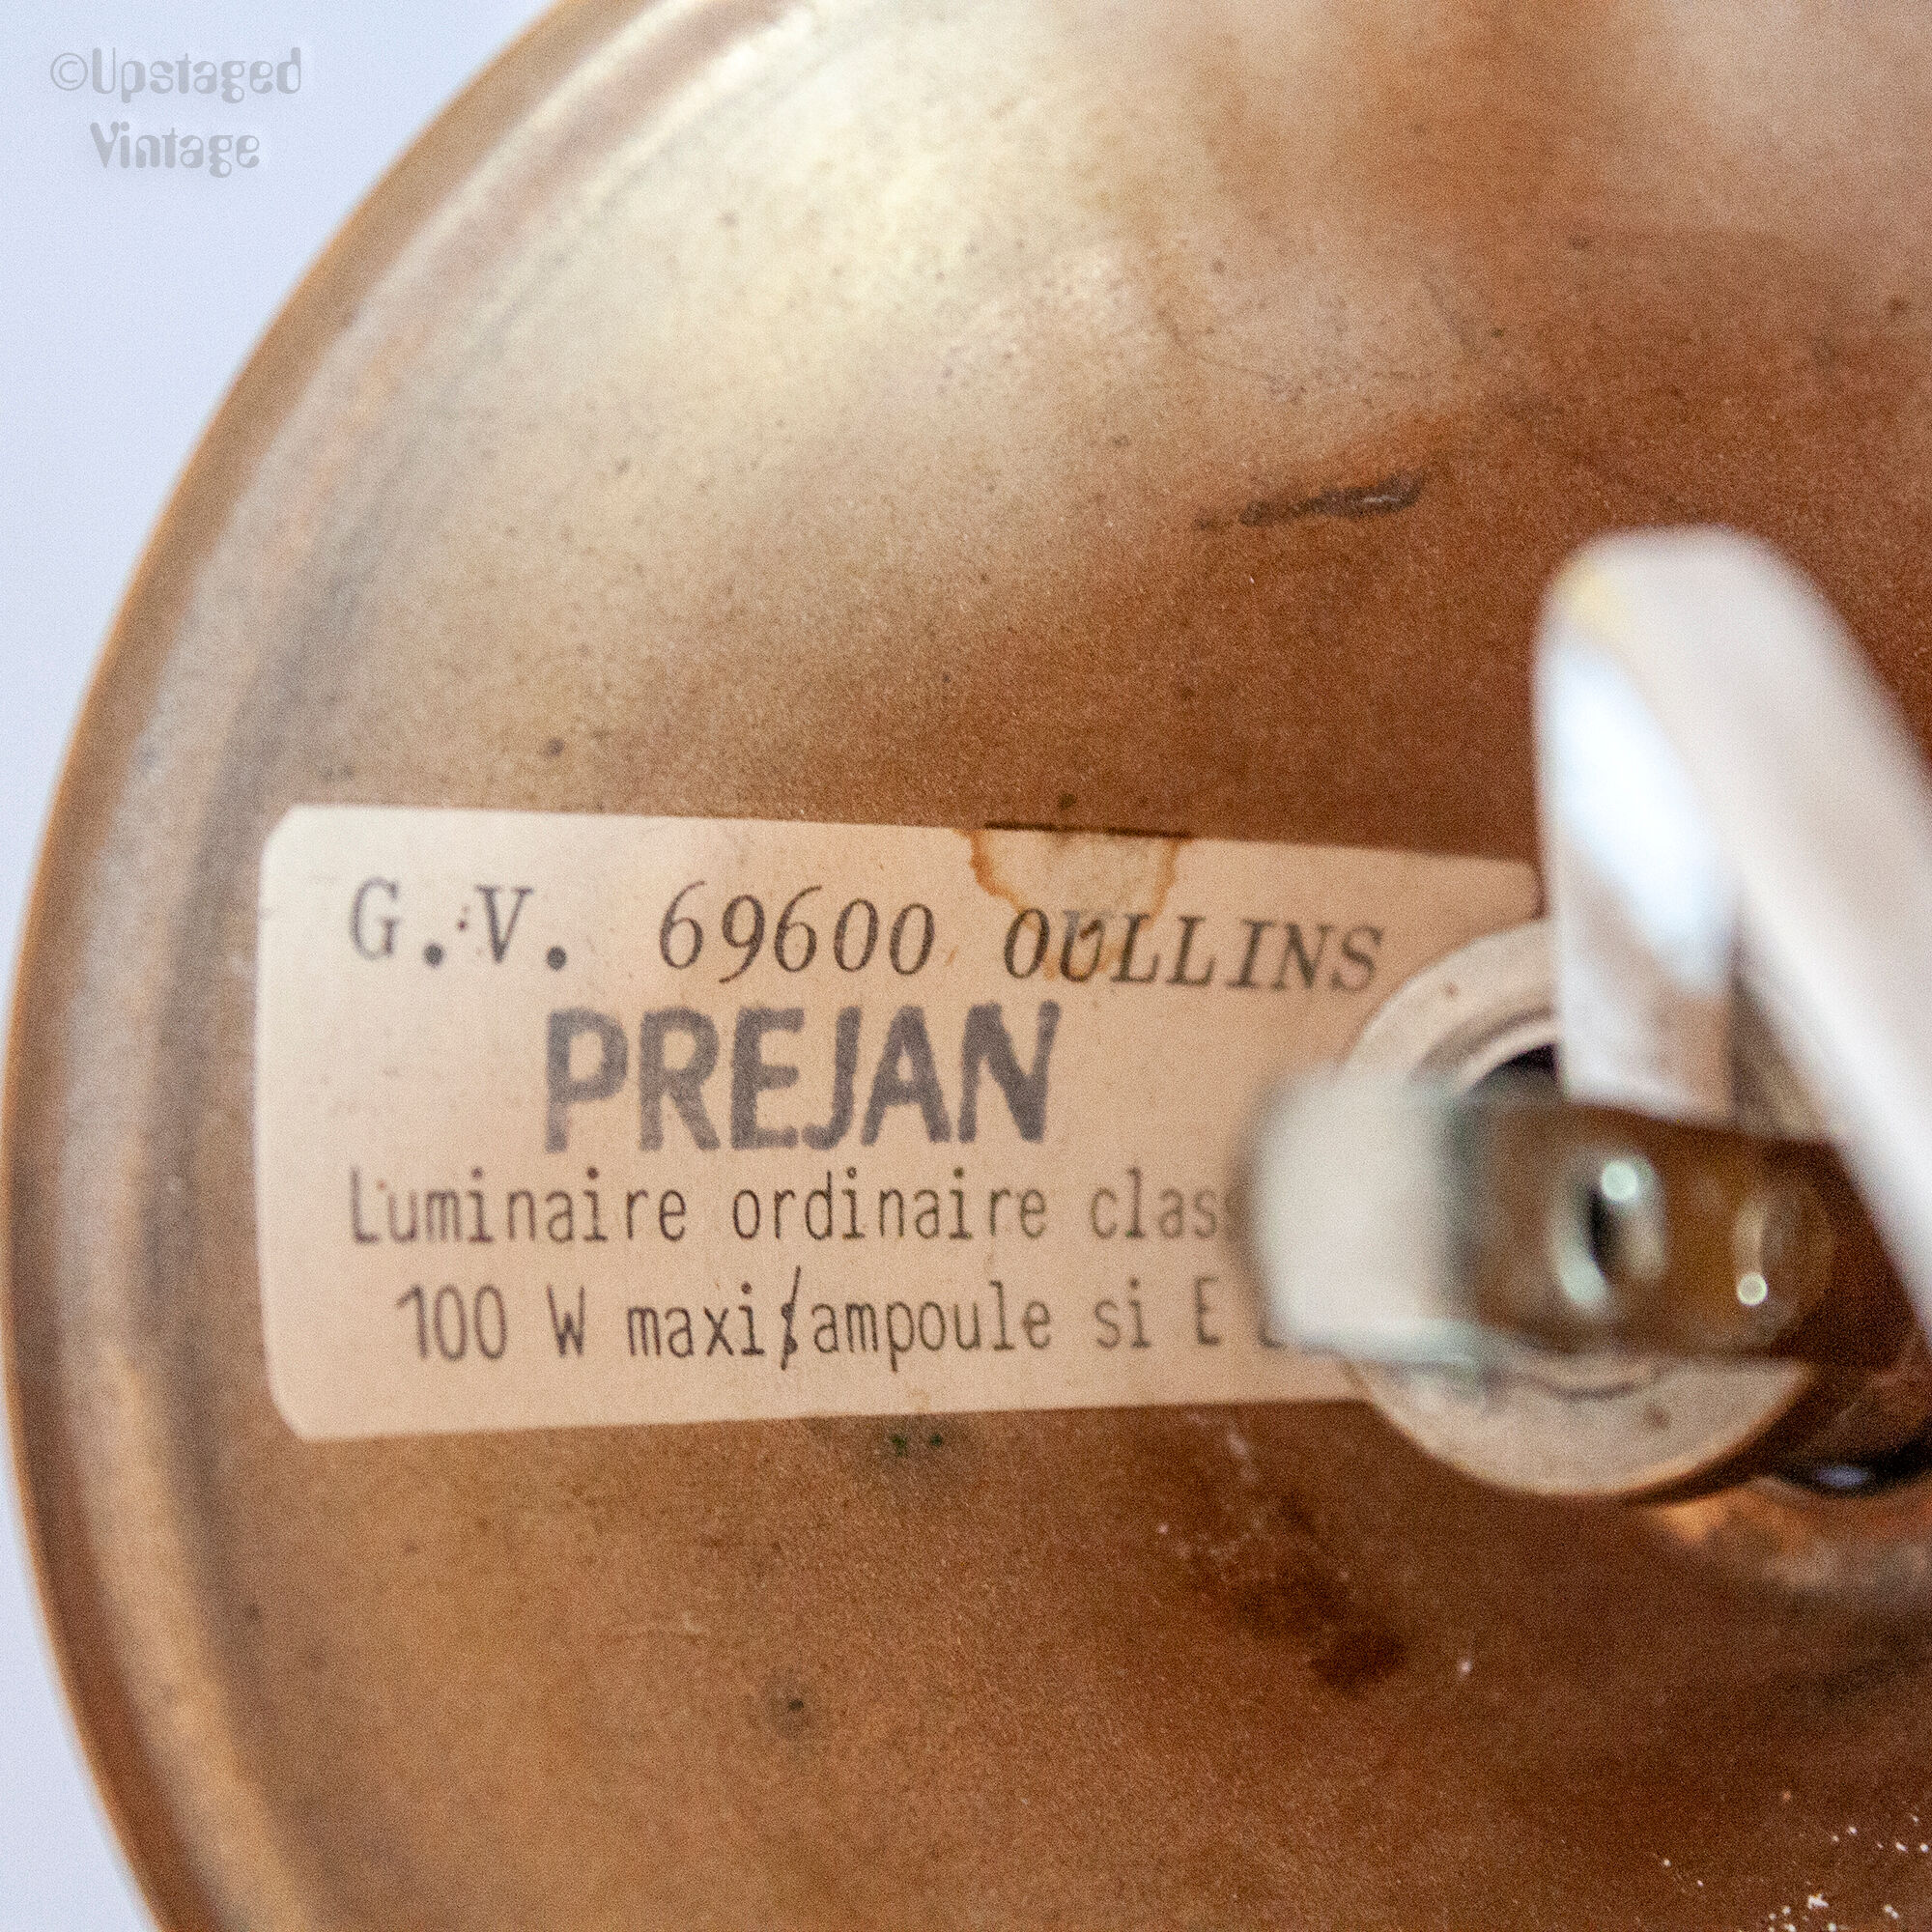 ©Upstaged
Vintage
G.V. 69600 OULLINS
PREJAN
Luminaire ordinaire clas
100 W maxi/ampoule si E